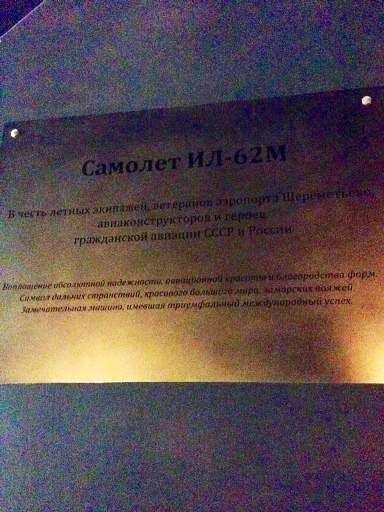 Самолет ИЛ-62М
В честь летных экипажей, ветеранов аэропорта Шереметьево,
авиаконструкторов и героев
гражданской авиации СССР и России
Воплощение абсолютной надежности, авиационной красоты и благородства форм.
Символ дальних странствий, красивого большого мира, заморских вояжей
Замечательная машина, имевшая триумфальный международный успех.